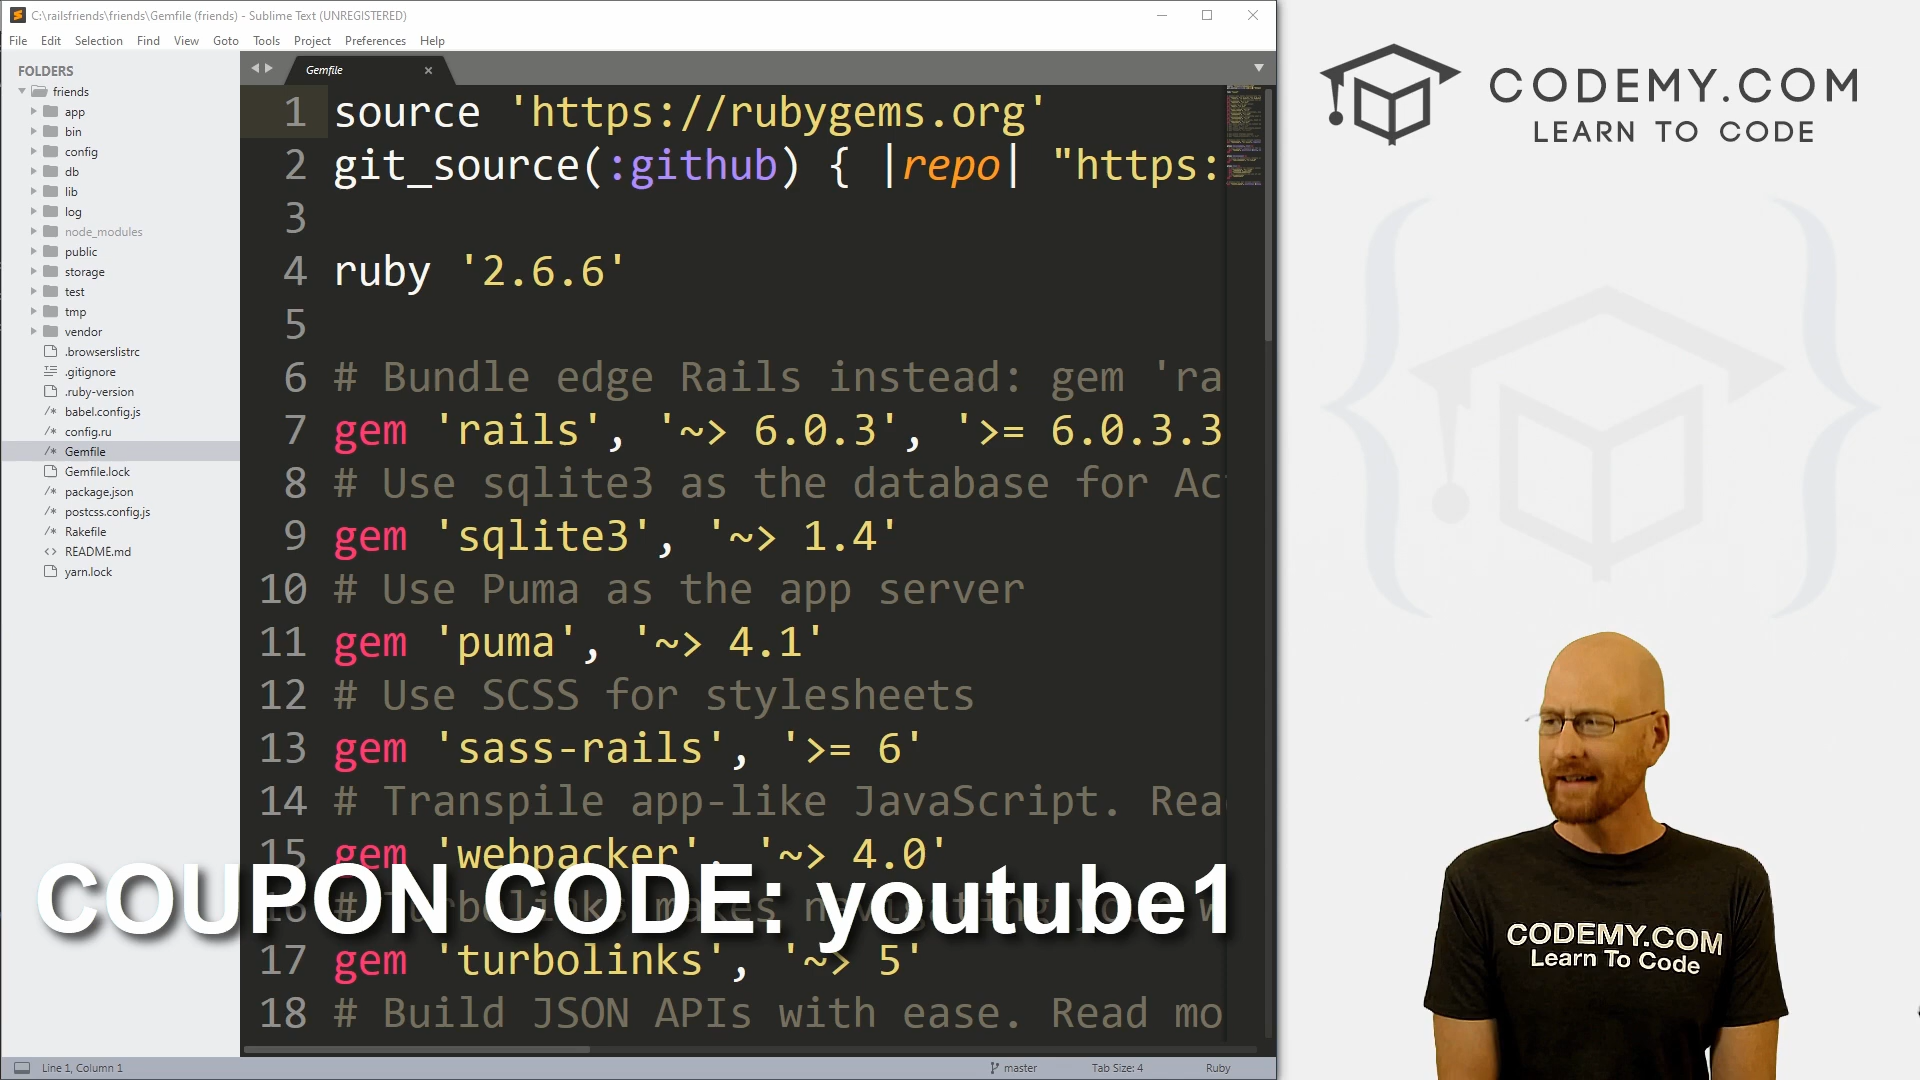 C:\railsfriends\friends\Gemfile (friends) - Sublime Text (UNREGISTERED)
File Edit Selection Find View Goto Tools Project Preferences Help
FOLDERS
friends
app
bin
config
db
lib
log
node_modules
public
storage
test
tmp
vendor
.browserslistrc
.gitignore
.ruby-version
babel.config.js
config.ru
Gemfile
Gemfile.lock
package.json
postcss.config.js
Rakefile
README.md
yarn.lock
Gemfile
1 source 'https://rubygems.org'
2 git_source(:github) { |repo| "https:
3
4 ruby '2.6.6'
5
6 # Bundle edge Rails instead: gem 'ra
7 gem 'rails', '~> 6.0.3', '>= 6.0.3.3
8 # Use sqlite3 as the database for Ac
9 gem 'sqlite3', '~> 1.4'
10 # Use Puma as the app server
11 gem 'puma', '~> 4.1'
12 # Use SCSS for stylesheets
13 gem 'sass-rails', '>= 6'
14 # Transpile app-like JavaScript. Rea
15 gem 'webpacker', '~> 4.0'
16 # Turbolinks makes navigating y w
17 gem 'turbolinks', '~> 5'
18 # Build JSON APIs with ease. Read mo
COUPON CODE: youtube1
Line 1, Column 1
master
Tab Size: 4
Ruby
CODEMY.COM
LEARN TO CODE
CODEMY.COM
Learn To Code